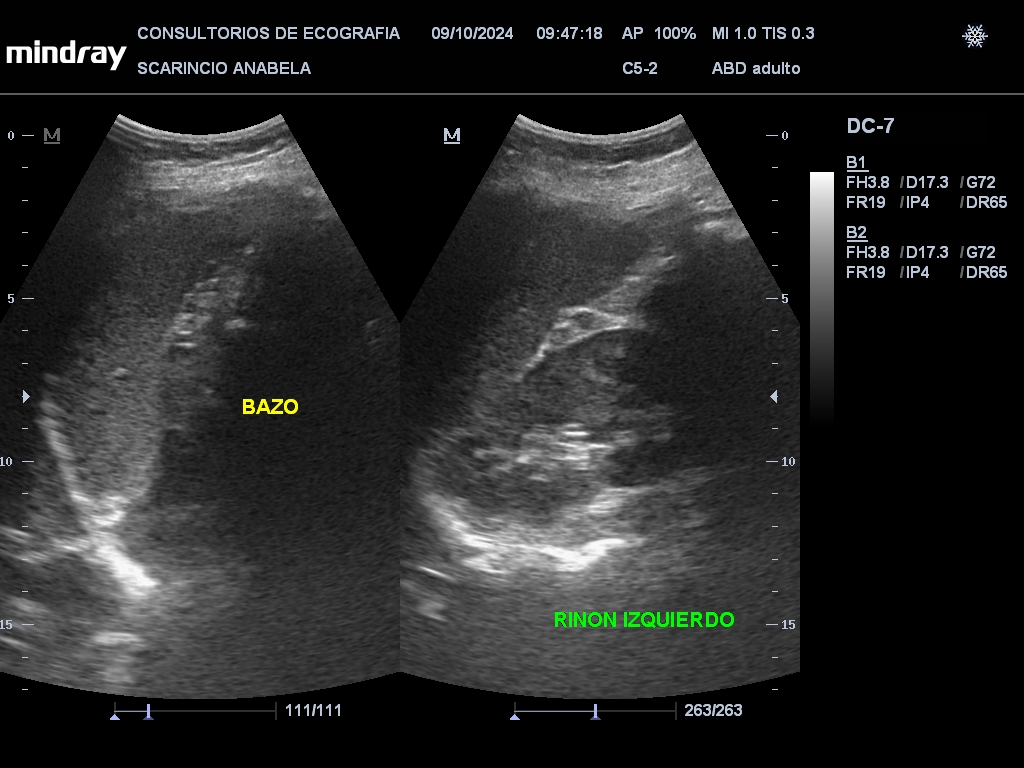 mindray
CONSULTORIOS DE ECOGRAFIA 09/10/2024 09:47:18 AP 100% MI 1.0 TIS 0.3
SCARINCIO ANABELA C5-2 ABD adulto
DC-7
B1
FH3.8 /D17.3 /G72
FR19 /IP4 /DR65
B2
FH3.8 /D17.3 /G72
FR19 /IP4 /DR65
M
M
0
5
10
15
0
5
10
15
BAZO
RINON IZQUIERDO
111/111
263/263